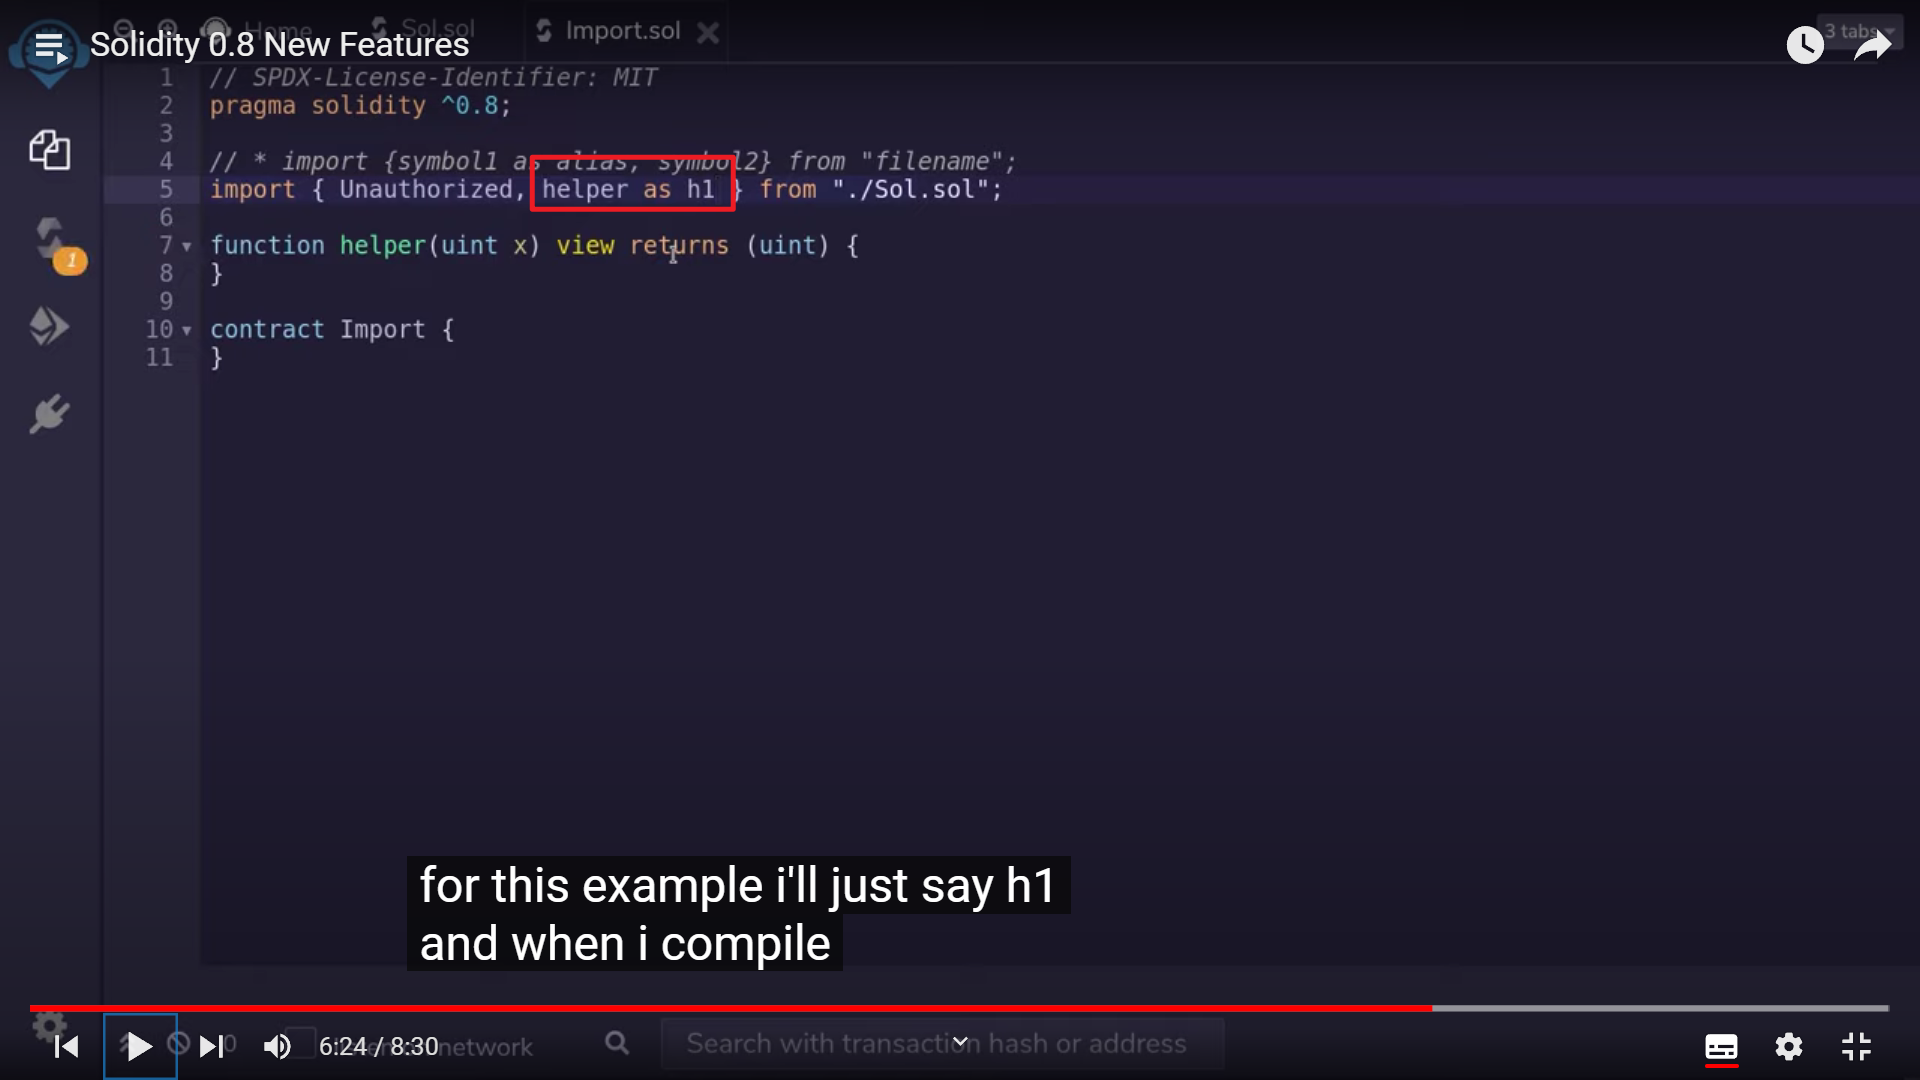 Home
Sol.sol
Import.sol
3 tabs
Solidity 0.8 New Features
1 // SPDX-License-Identifier: MIT
2 pragma solidity ^0.8;
3
4 // * import {symbol1 as alias, symbol2} from "filename";
5 import { Unauthorized, helper as h1 } from "./Sol.sol";
6
7 function helper(uint x) view returns (uint) {
8 }
9
10 contract Import {
11 }
1
for this example i'll just say h1
and when i compile
0
6:24 / 8:30
network
Search with transaction hash or address